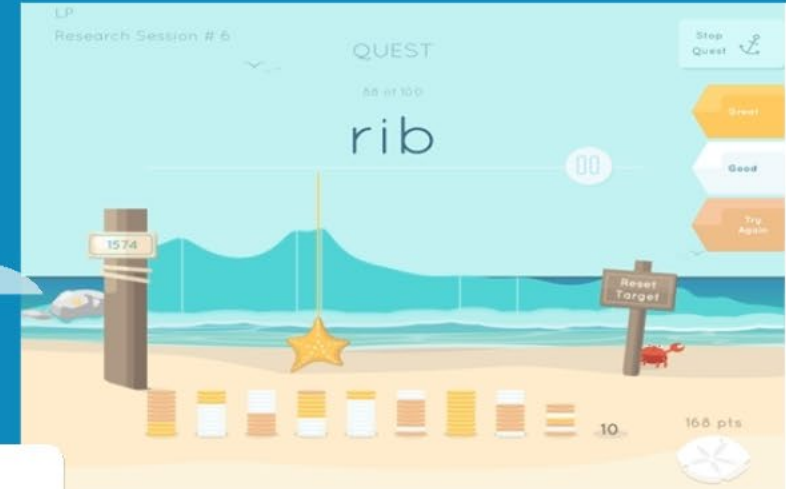 LP
Research Session # 6
QUEST
88 of 100
rib
Stop
Quest
Great
Good
Try
Again
1574
Reset
Target
10
168 pts